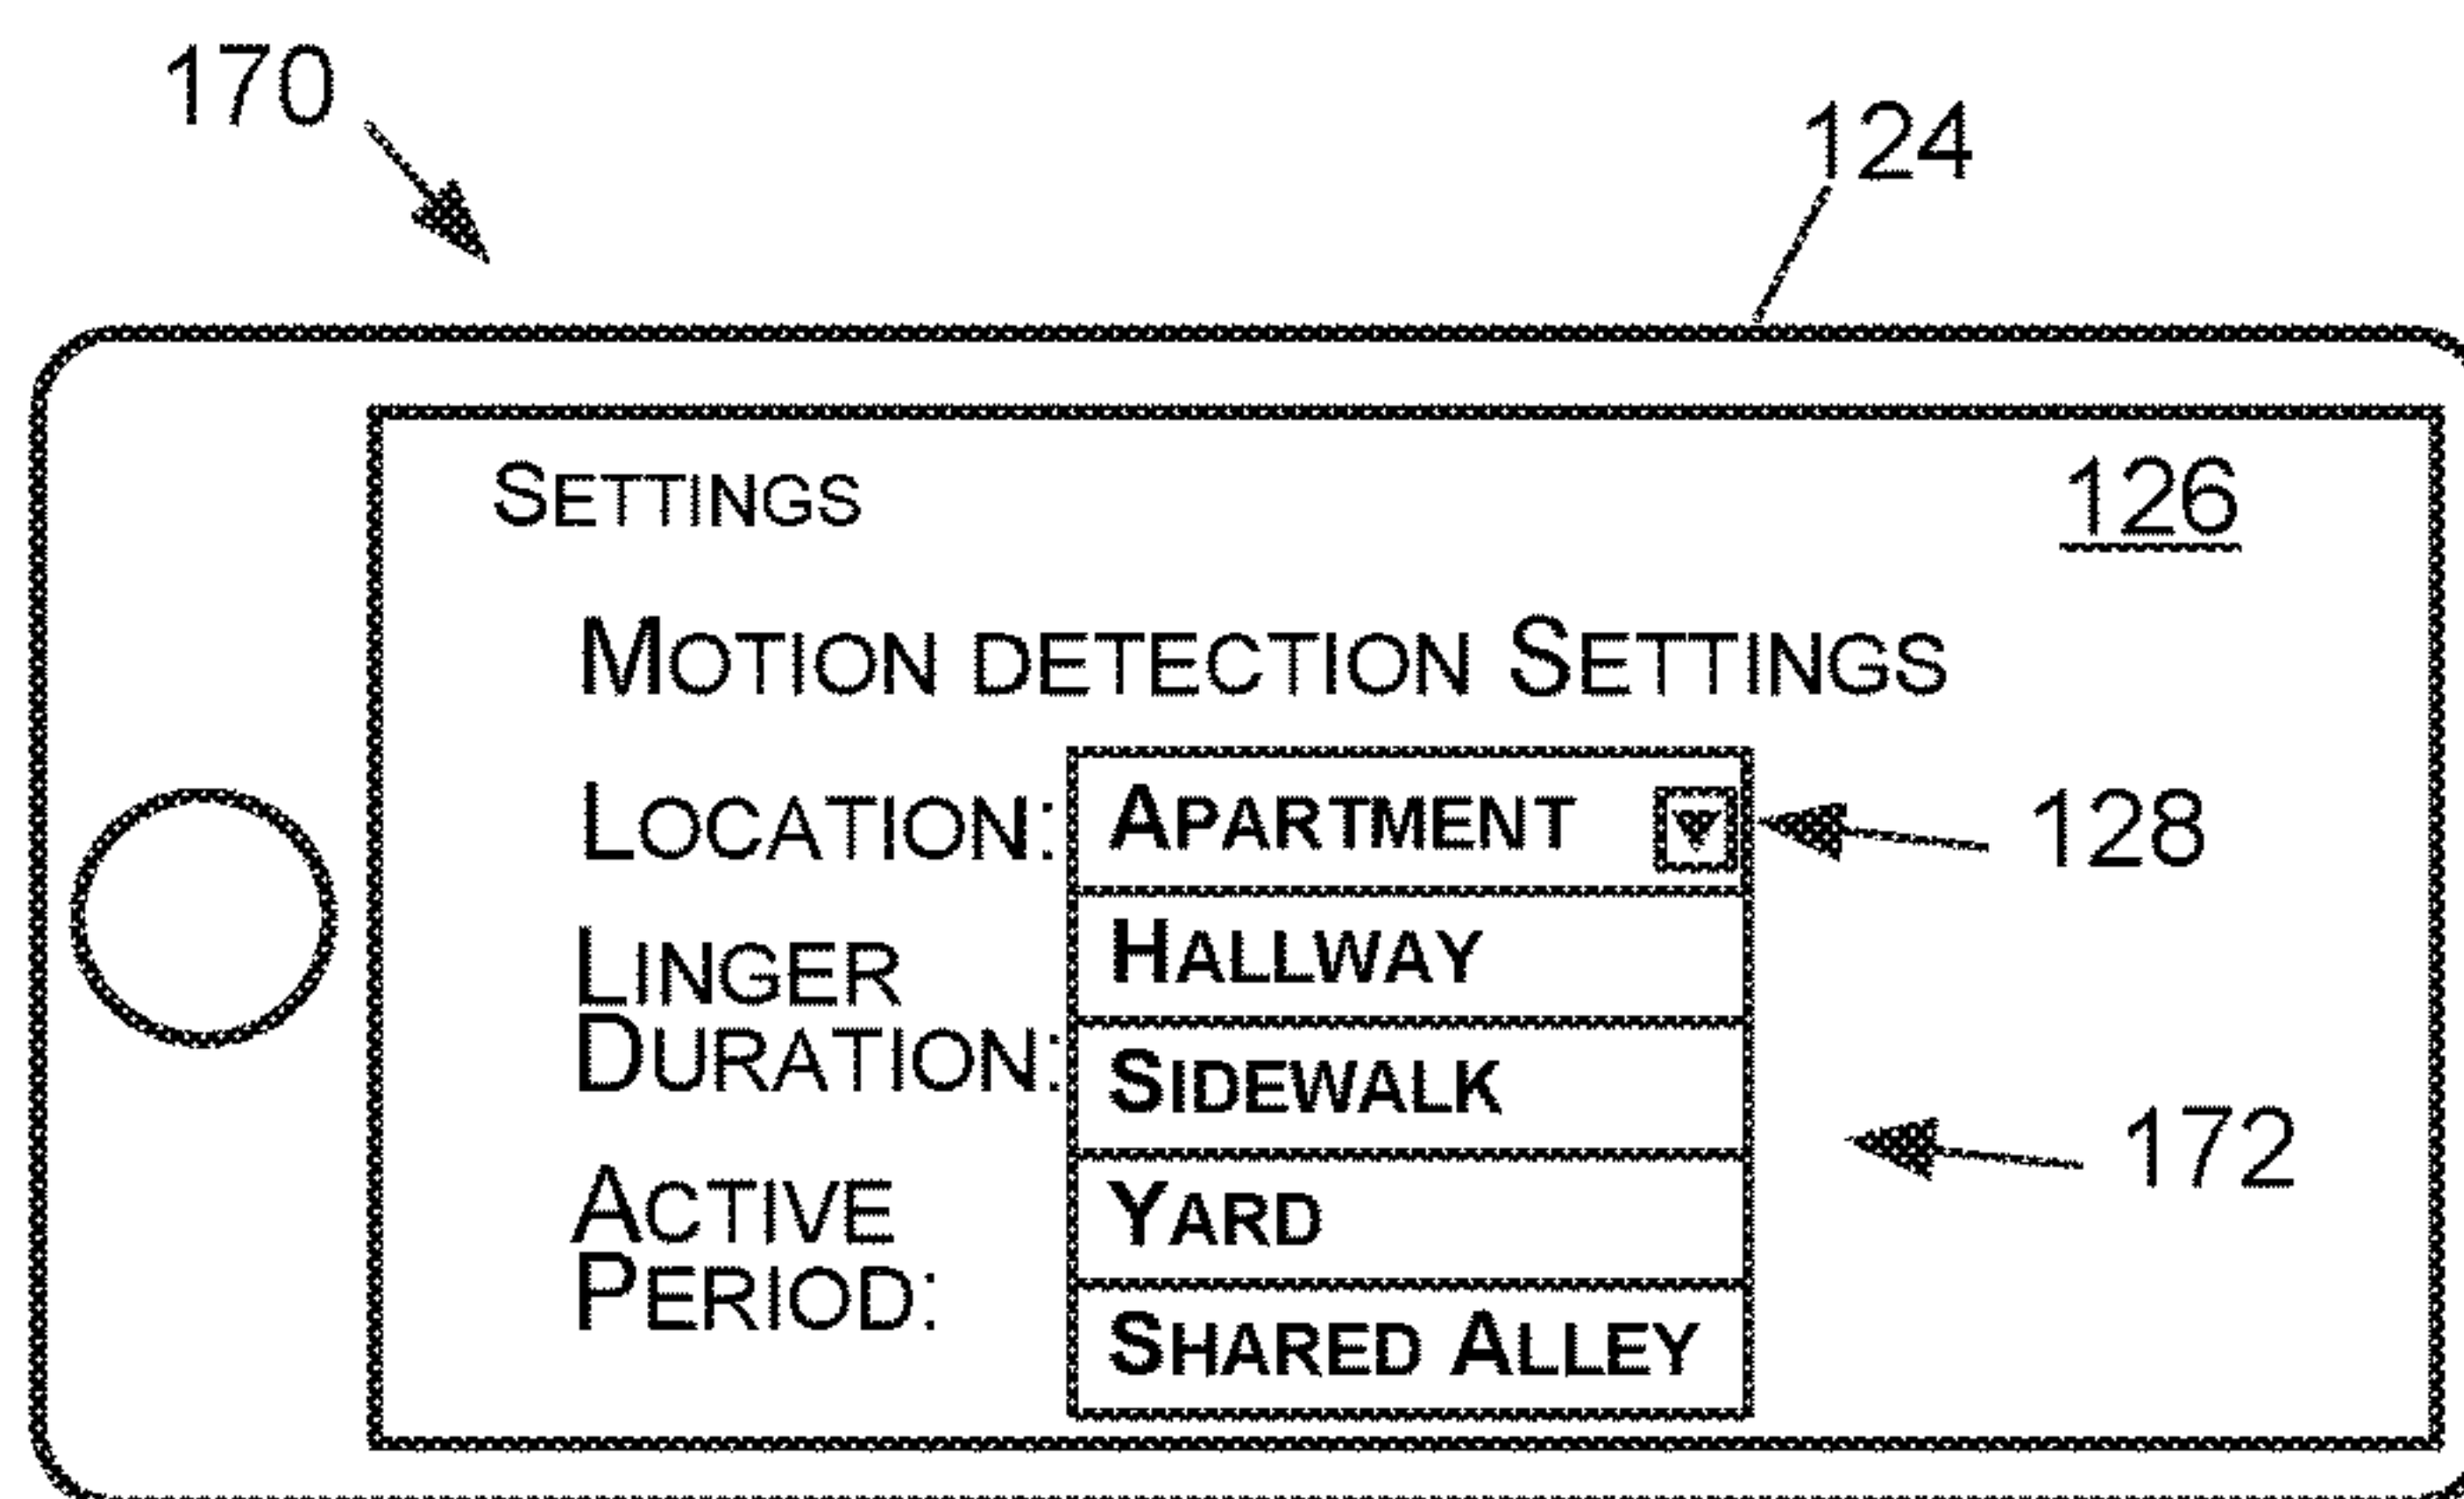 170
124
SETTINGS 126
MOTION DETECTION SETTINGS
LOCATION: APARTMENT 128
HALLWAY
LINGER
DURATION:
SIDEWALK
172
ACTIVE
PERIOD:
YARD
SHARED ALLEY